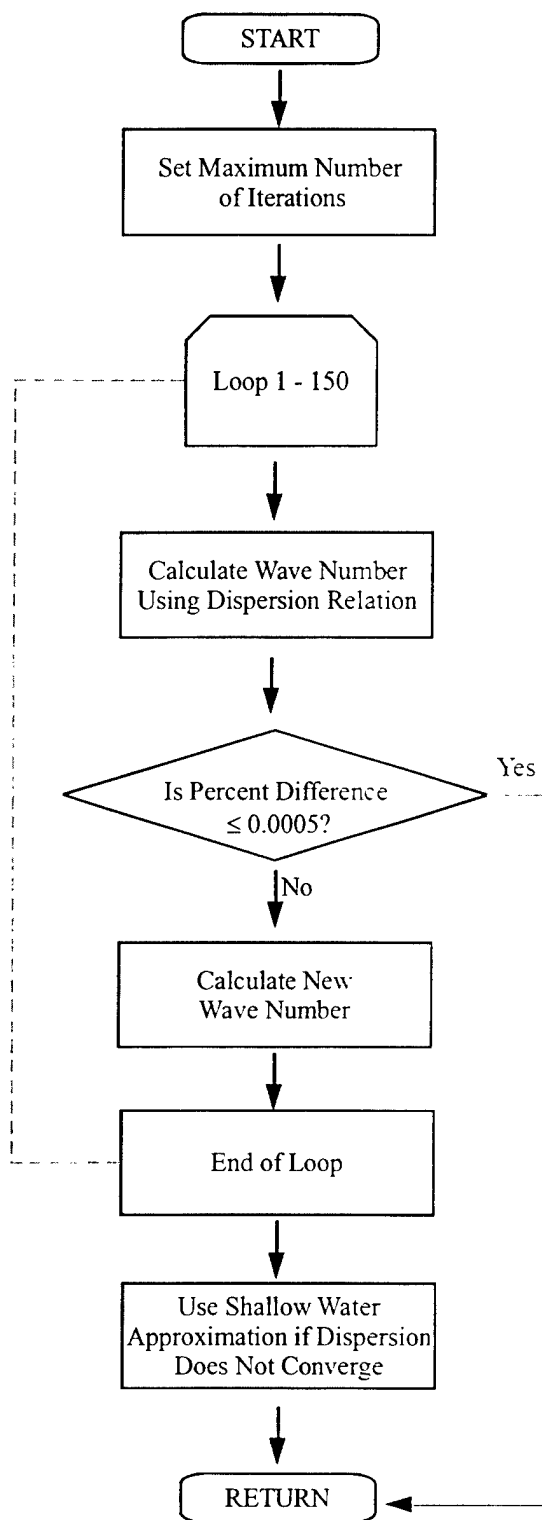 START
Set Maximum Number
of Iterations
Loop 1 - 150
Calculate Wave Number
Using Dispersion Relation
Is Percent Difference
≤ 0.0005?
Yes
No
Calculate New
Wave Number
End of Loop
Use Shallow Water
Approximation if Dispersion
Does Not Converge
RETURN